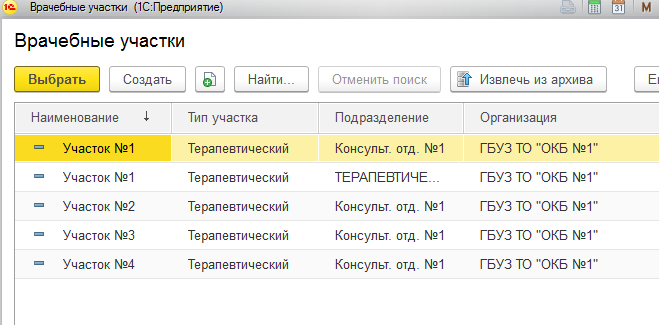 1С Врачебные участки (1С:Предприятие) 31 M
Врачебные участки
Выбрать Создать Найти... Отменить поиск Извлечь из архива
Наименование ↓ Тип участка Подразделение Организация
Участок №1 Терапевтический Консульт. отд. №1 ГБУЗ ТО "ОКБ №1"
Участок №1 Терапевтический ТЕРАПЕВТИЧЕ... ГБУЗ ТО "ОКБ №1"
Участок №2 Терапевтический Консульт. отд. №1 ГБУЗ ТО "ОКБ №1"
Участок №3 Терапевтический Консульт. отд. №1 ГБУЗ ТО "ОКБ №1"
Участок №4 Терапевтический Консульт. отд. №1 ГБУЗ ТО "ОКБ №1"